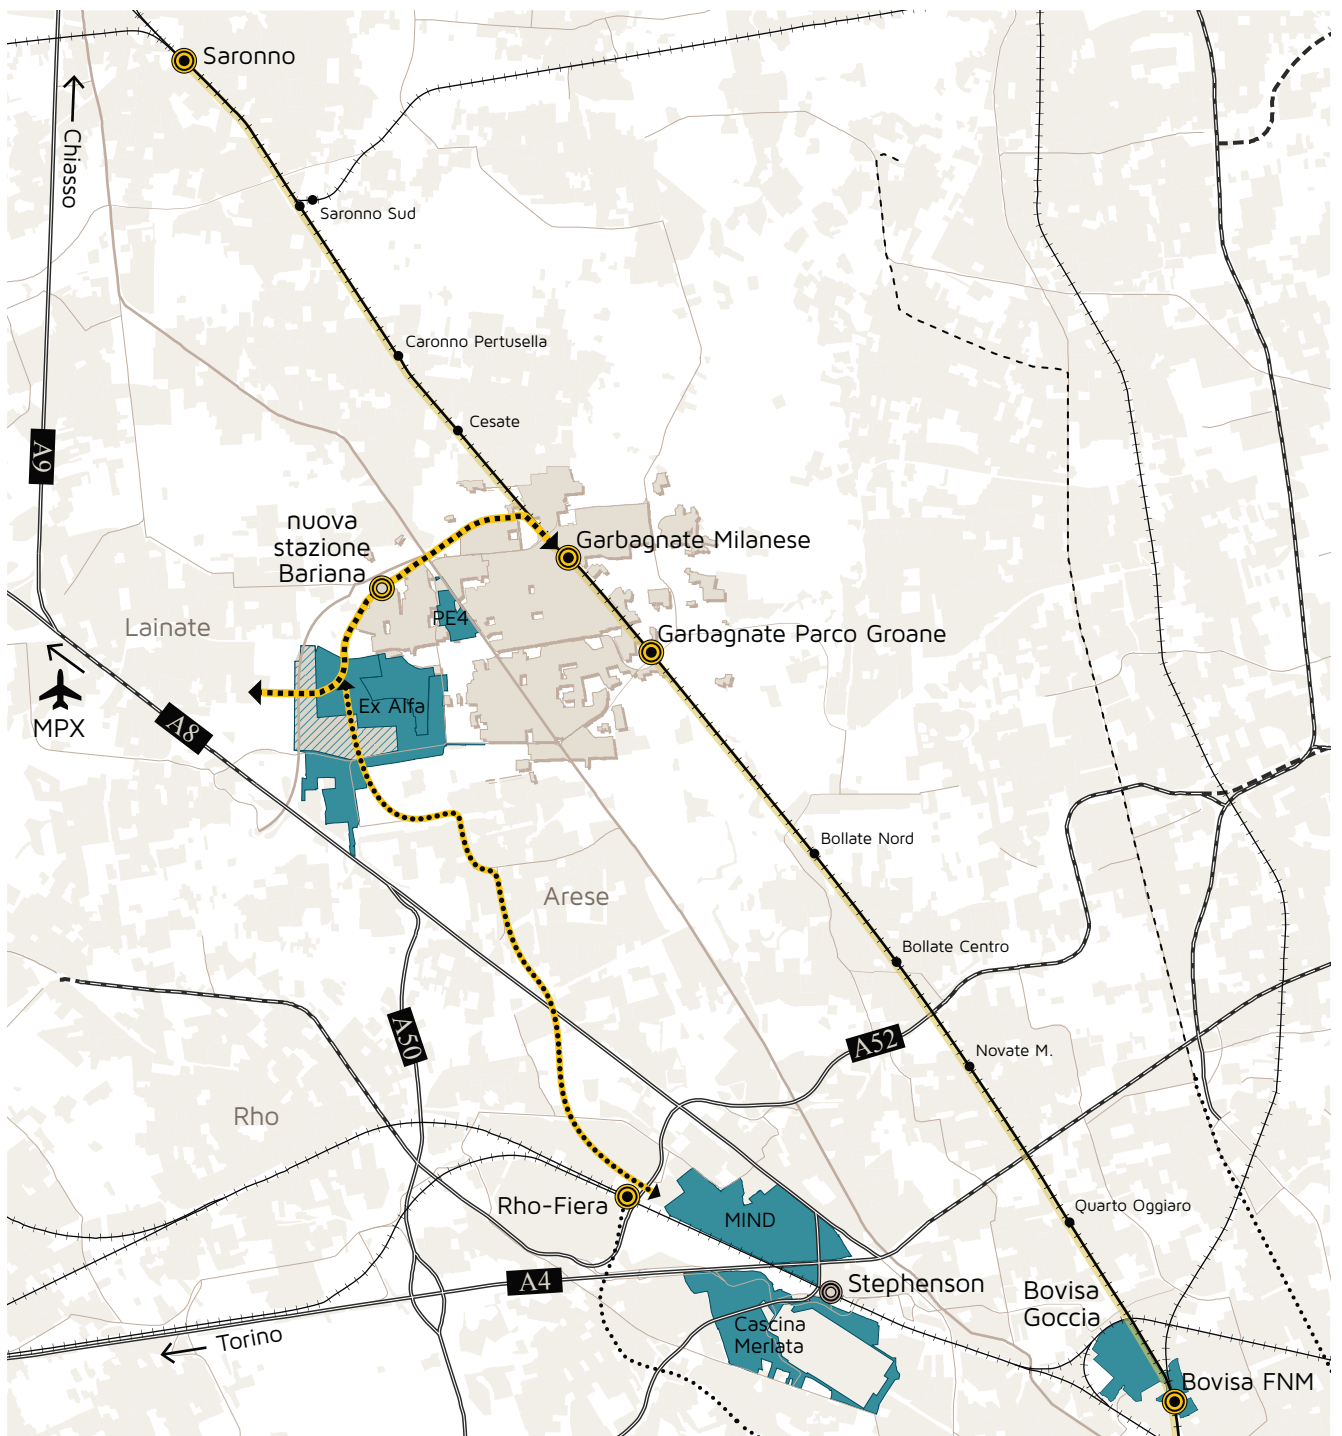 Saronno
Chiasso
Saronno Sud
Caronno Pertusella
Cesate
A9
nuova
stazione
Bariana
Garbagnate Milanese
PE4
Lainate
Garbagnate Parco Groane
MPX
A8
Ex Alfa
Bollate Nord
Arese
Bollate Centro
A50
A52
Novate M.
Rho
Rho-Fiera
MIND
Quarto Oggiaro
A4
Stephenson
Bovisa
Goccia
Cascina
Merlata
Torino
Bovisa FNM